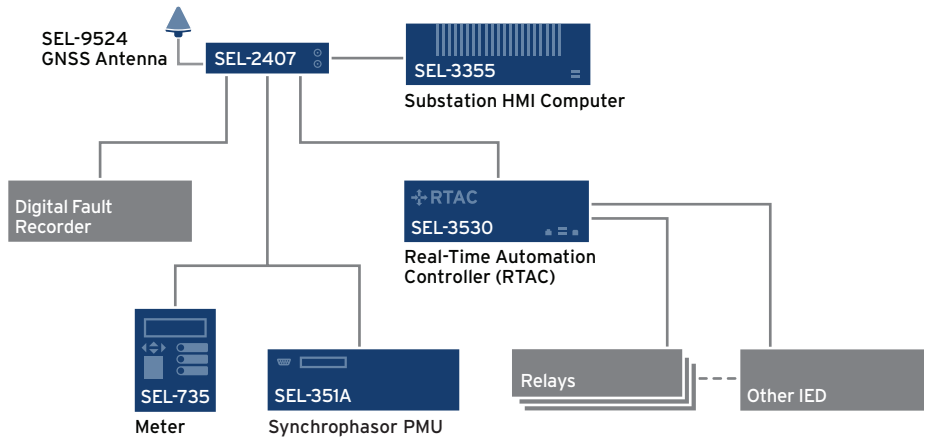 SEL-9524
GNSS Antenna
SEL-2407
SEL-3355
Substation HMI Computer
Digital Fault
Recorder
RTAC
SEL-3530
Real-Time Automation
Controller (RTAC)
SEL-735
Meter
SEL-351A
Synchrophasor PMU
Relays
Other IED